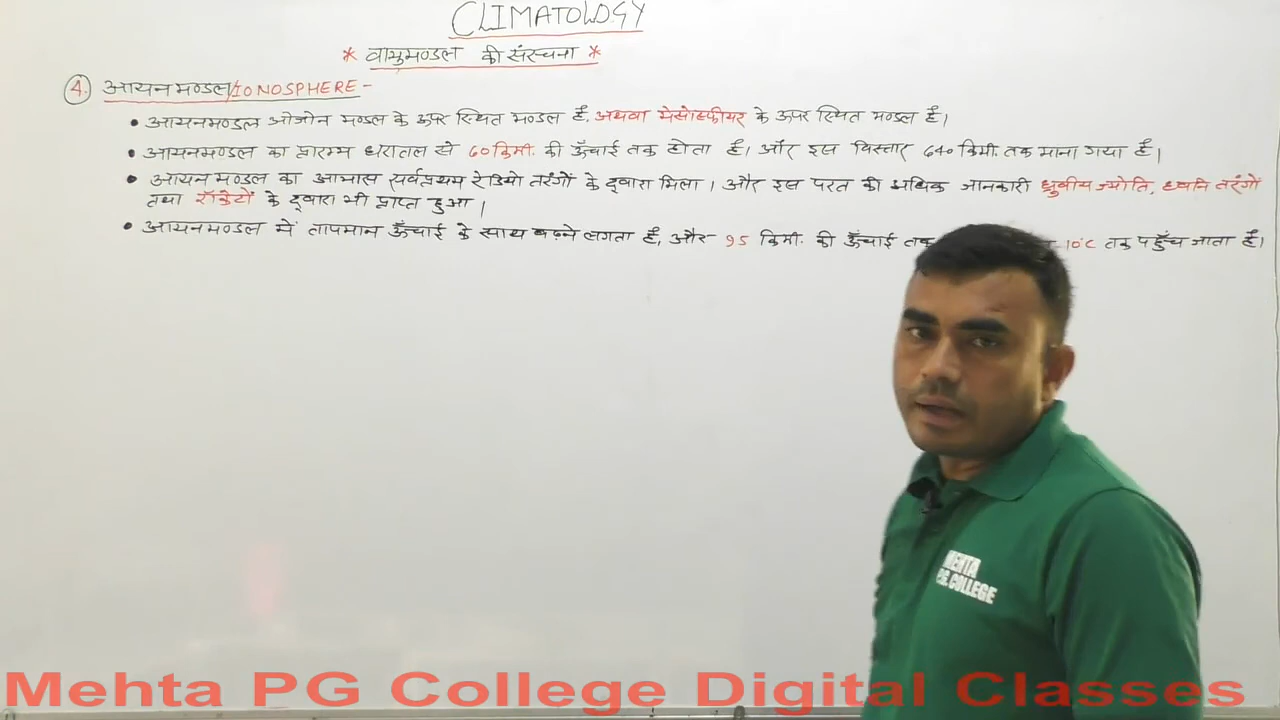 CLIMATOLOGY
* वायुमण्डल की संरचना *
4. आयनमण्डल/IONOSPHERE -
• आयनमण्डल ओजोन मण्डल के ऊपर स्थित मण्डल है, अथवा मेसोस्फीयर के ऊपर स्थित मण्डल है।
• आयनमण्डल का प्रारम्भ धरातल से 60 किमी. की ऊँचाई तक होता है। और इस विस्तार 640 किमी. तक माना गया है।
• आयन मण्डल का आभास सर्वप्रथम रेडियो तरंगों के द्वारा मिला। और इस परत की अधिक जानकारी ध्रुवीय ज्योति, ध्वनि तरंगों
तथा रॉकेटों के द्वारा भी प्राप्त हुआ।
• आयनमण्डल में तापमान ऊँचाई के साथ बढ़ने लगता है, और 95 किमी. की ऊँचाई तक 10°C तक पहुँच जाता है।
MEHTA
PG. COLLEGE
Mehta PG College Digital Classes